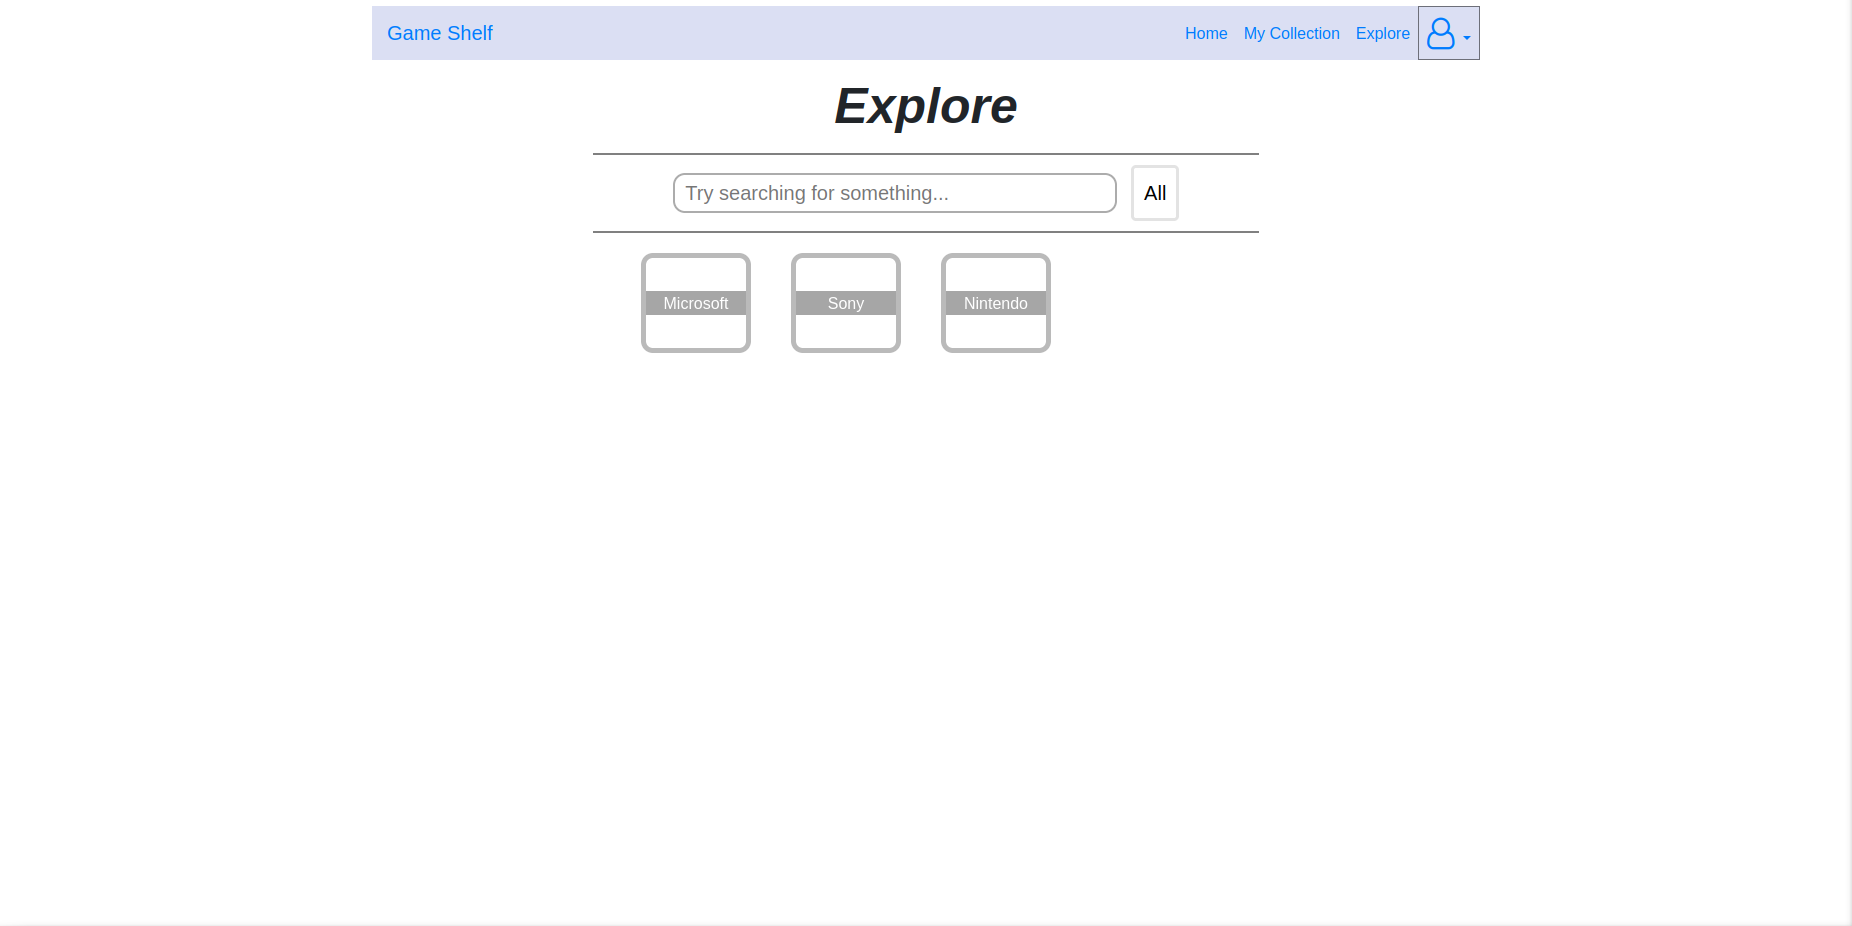 Game Shelf Home My Collection Explore
Explore
Try searching for something... All
Microsoft Sony Nintendo